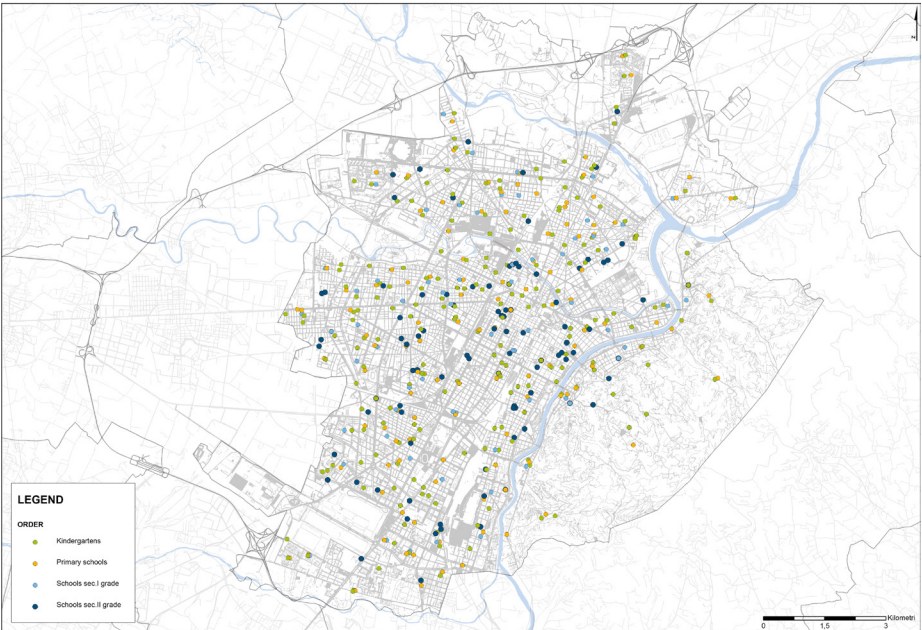 z
LEGEND
ORDER
Kindergartens
Primary schools
Schools sec.I grade
Schools sec.II grade
Kilometri
0 1,5 3